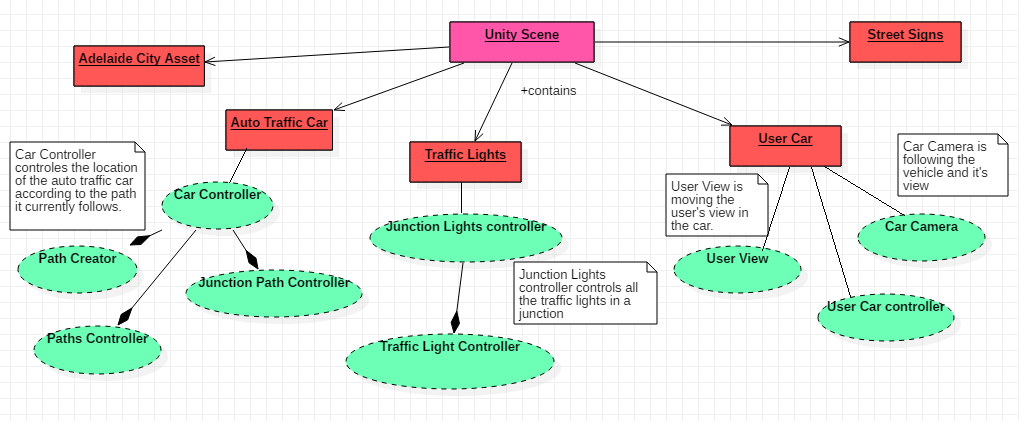 Unity Scene
Street Signs
Adelaide City Asset
+contains
Auto Traffic Car
User Car
Traffic Lights
Car Controller
controles the location
of the auto traffic car
according to the path
it currently follows.
Car Camera is
following the
vehicle and it's
view
User View is
moving the
user's view in
the car.
Car Controller
Junction Lights controller
Car Camera
Path Creator
User View
Junction Path Controller
Junction Lights
controller controls all
the traffic lights in a
junction
User Car controller
Paths Controller
Traffic Light Controller